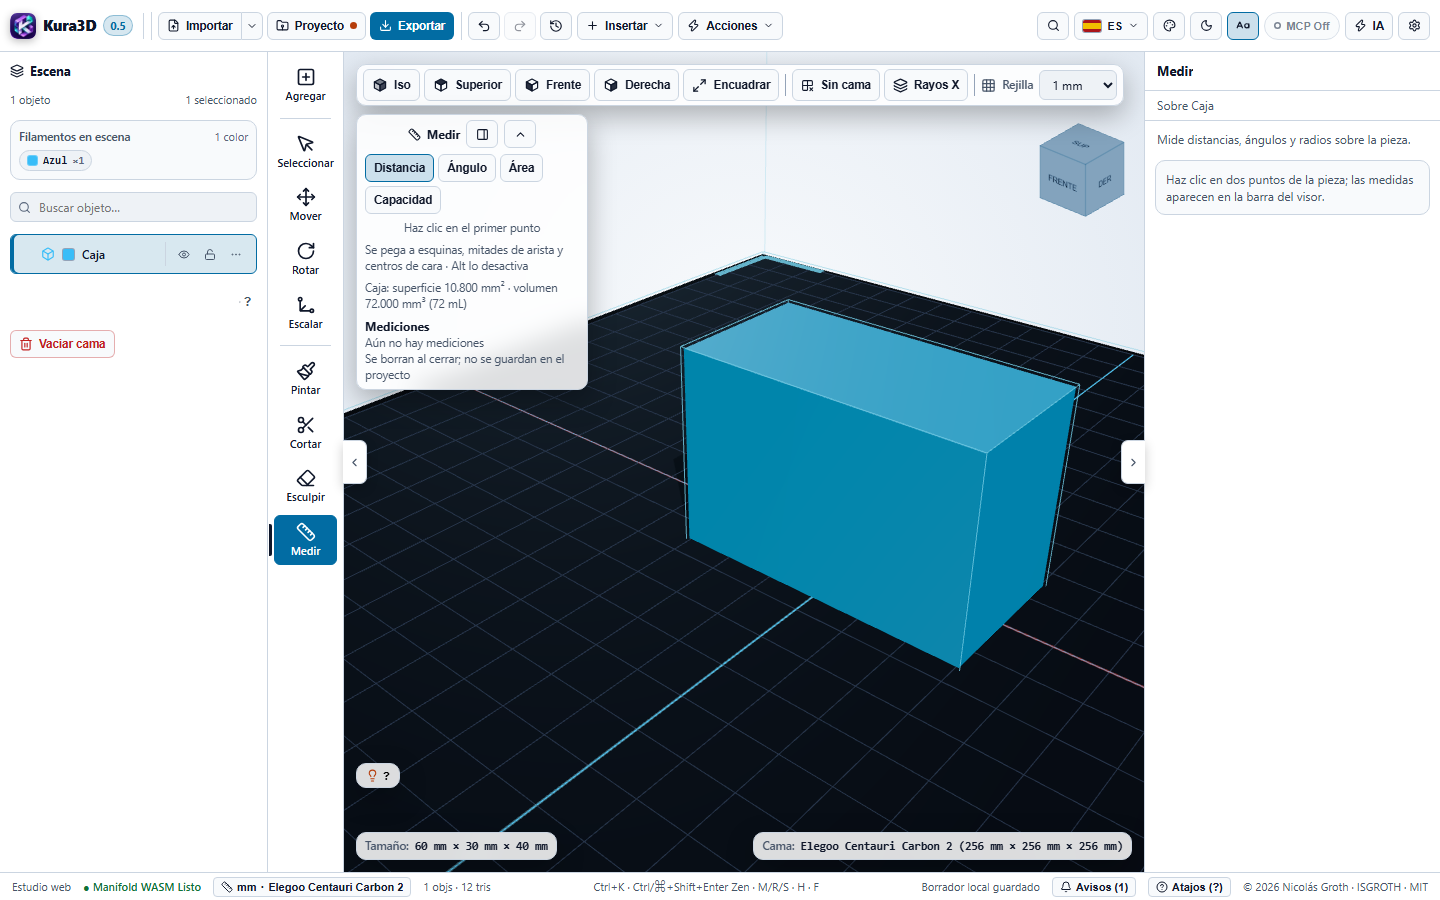 Kura3D 0.5 Importar Proyecto Exportar Insertar Acciones ES Aa MCP Off IA
Escena
1 objeto 1 seleccionado
Filamentos en escena 1 color
Azul ×1
Buscar objeto...
Caja
?
Vaciar cama
Agregar
Seleccionar
Mover
Rotar
Escalar
Pintar
Cortar
Esculpir
Medir
Iso Superior Frente Derecha Encuadrar Sin cama Rayos X Rejilla 1 mm
Medir
Distancia Ángulo Área
Capacidad
Haz clic en el primer punto
Se pega a esquinas, mitades de arista y
centros de cara · Alt lo desactiva
Caja: superficie 10.800 mm² · volumen
72.000 mm³ (72 mL)
Mediciones
Aún no hay mediciones
Se borran al cerrar; no se guardan en el
proyecto
SUP
FRENTE DER
?
Tamaño: 60 mm × 30 mm × 40 mm
Cama: Elegoo Centauri Carbon 2 (256 mm × 256 mm × 256 mm)
Medir
Sobre Caja
Mide distancias, ángulos y radios sobre la pieza.
Haz clic en dos puntos de la pieza; las medidas
aparecen en la barra del visor.
Estudio web ● Manifold WASM Listo mm · Elegoo Centauri Carbon 2 1 objs · 12 tris Ctrl+K · Ctrl/⌘+Shift+Enter Zen · M/R/S · H · F Borrador local guardado Avisos (1) Atajos (?) © 2026 Nicolás Groth · ISGROTH · MIT